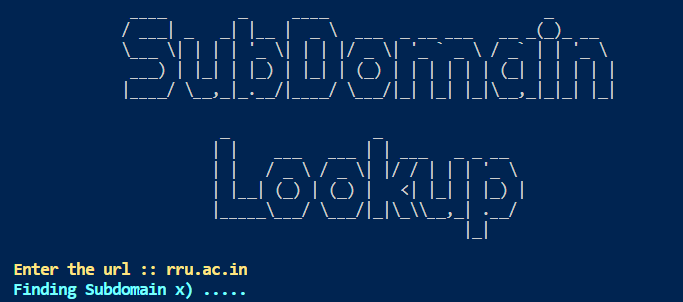 SubDomain
Lookup
Enter the url :: rru.ac.in
Finding Subdomain x) .....